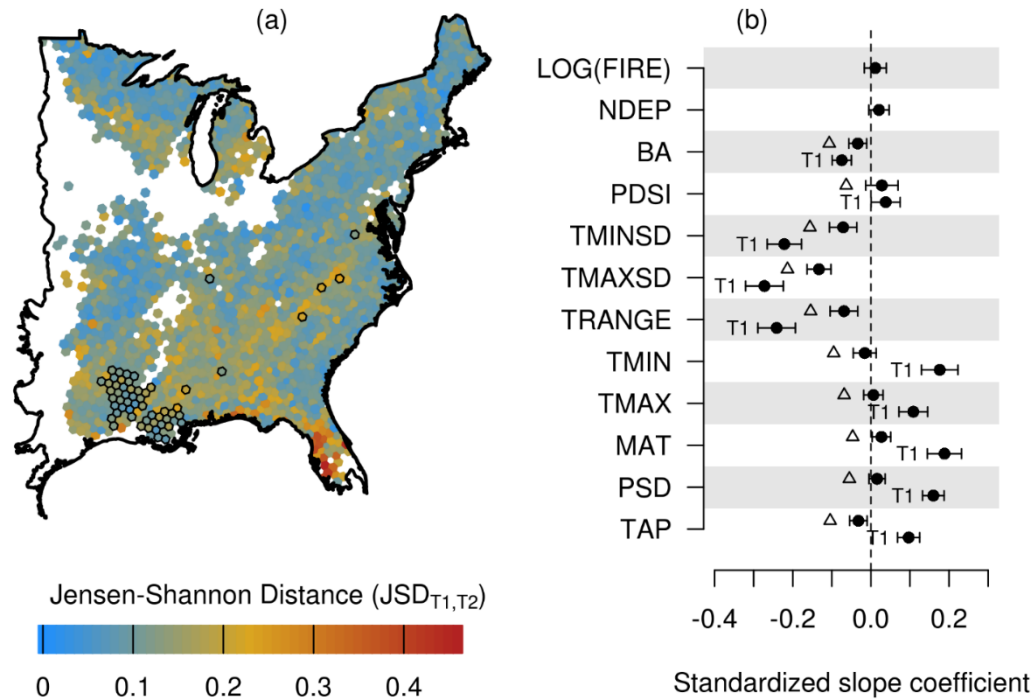 (a)
Jensen-Shannon Distance (JSD_T1,T2)
0 0.1 0.2 0.3 0.4
(b)
LOG(FIRE)
NDEP
△
BA
T1
△
PDSI
T1
△
TMINSD
T1
△
TMAXSD
T1
△
TRANGE
T1
△
TMIN
T1
△
TMAX
T1
△
MAT
T1
△
PSD
T1
△
TAP
T1
-0.4 -0.2 0.0 0.2
Standardized slope coefficient